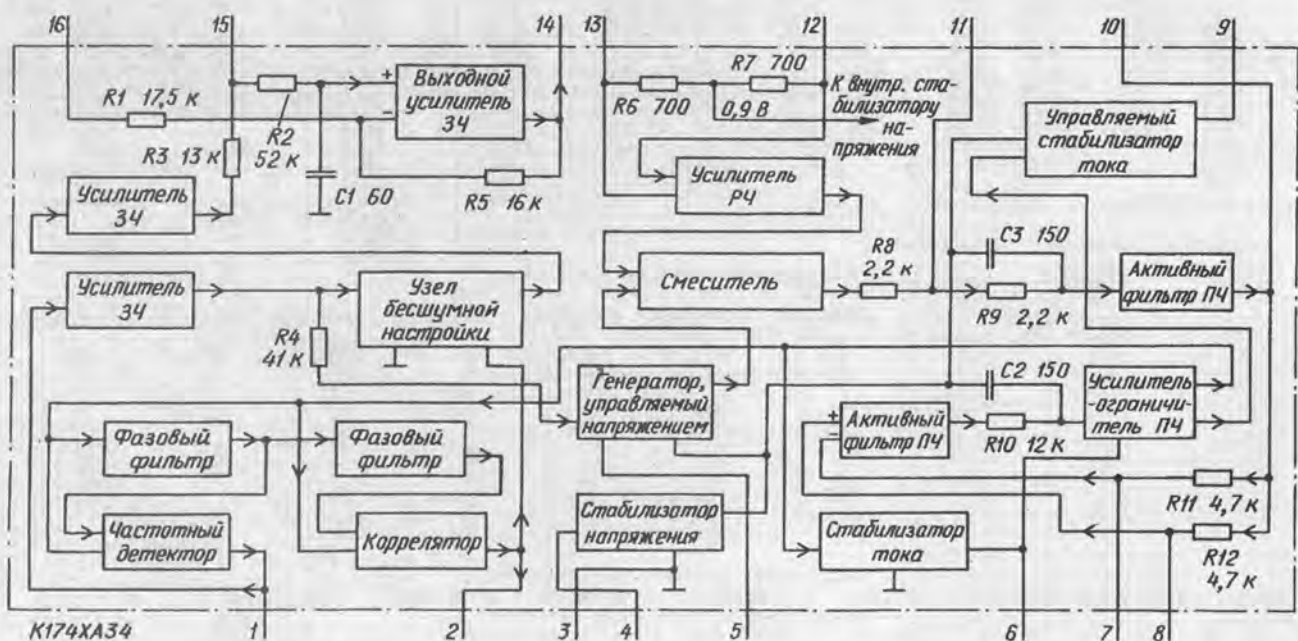 16
15
14
13
12
11
10
9
R1 17,5 к
R2
52 к
R3 13 к
C1 60
+
−
Выходной
усилитель
ЗЧ
R5 16 к
R6 700
R7 700
0,9 В
К внутр. ста-
билизатору
на-
пряжения
Управляемый
стабилизатор
тока
Усилитель
ЗЧ
Усилитель
РЧ
Усилитель
ЗЧ
R4
41 к
Узел
бесшумной
настройки
Смеситель
R8
2,2 к
C3 150
R9 2,2 к
Активный
фильтр ПЧ
Генератор,
управляемый
напряжением
+
−
Активный
фильтр ПЧ
C2 150
R10 12 к
Усилитель
-ограничи-
тель ПЧ
Фазовый
фильтр
Фазовый
фильтр
R11 4,7 к
R12
4,7 к
Частотный
детектор
Коррелятор
Стабилизатор
напряжения
Стабилизатор
тока
К174ХА34
1
2
3
4
5
6
7
8